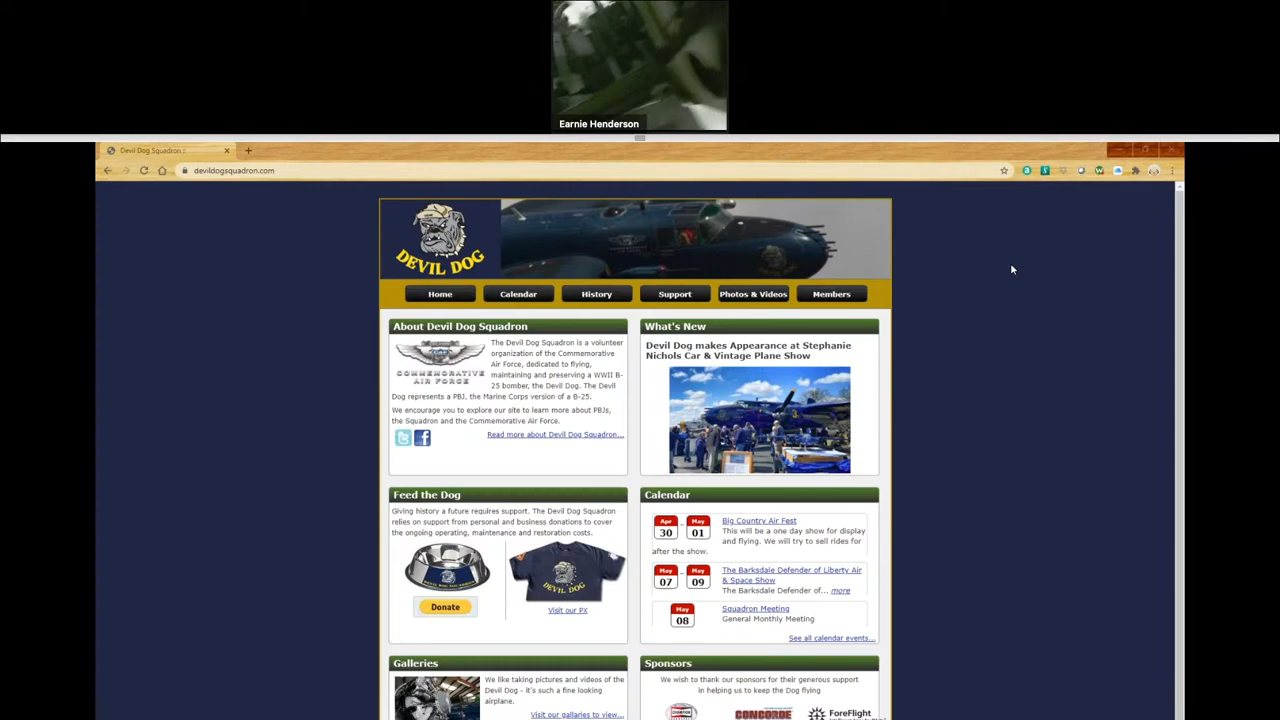 Earnie Henderson
Devil Dog Squadron :
devildogsquadron.com
DEVIL DOG
Home Calendar History Support Photos & Videos Members
About Devil Dog Squadron
COMMEMORATIVE
AIR FORCE
The Devil Dog Squadron is a volunteer
organization of the Commemorative
Air Force, dedicated to flying,
maintaining and preserving a WWII B-
25 bomber, the Devil Dog. The Devil
Dog represents a PBJ, the Marine Corps version of a B-25.
We encourage you to explore our site to learn more about PBJs,
the Squadron and the Commemorative Air Force.
Read more about Devil Dog Squadron...
What's New
Devil Dog makes Appearance at Stephanie
Nichols Car & Vintage Plane Show
Feed the Dog
Giving history a future requires support. The Devil Dog Squadron
relies on support from personal and business donations to cover
the ongoing operating, maintenance and restoration costs.
Donate
DEVIL DOG
Visit our PX
Calendar
Apr 30 - May 01
Big Country Air Fest
This will be a one day show for display
and flying. We will try to sell rides for
after the show.
May 07 - May 09
The Barksdale Defender of Liberty Air
& Space Show
The Barksdale Defender of... more
May 08
Squadron Meeting
General Monthly Meeting
See all calendar events...
Galleries
We like taking pictures and videos of the
Devil Dog - it's such a fine looking
airplane.
Visit our galleries to view...
Sponsors
We wish to thank our sponsors for their generous support
in helping us to keep the Dog flying
CHAMPION
CONCORDE
ForeFlight